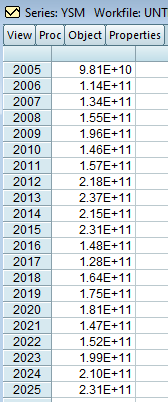 Series: YSM Workfile: UNT
View Proc Object Properties
2005 9.81E+10
2006 1.14E+11
2007 1.34E+11
2008 1.55E+11
2009 1.96E+11
2010 1.46E+11
2011 1.57E+11
2012 2.18E+11
2013 2.37E+11
2014 2.15E+11
2015 2.31E+11
2016 1.48E+11
2017 1.28E+11
2018 1.64E+11
2019 1.75E+11
2020 1.81E+11
2021 1.47E+11
2022 1.52E+11
2023 1.99E+11
2024 2.10E+11
2025 2.31E+11